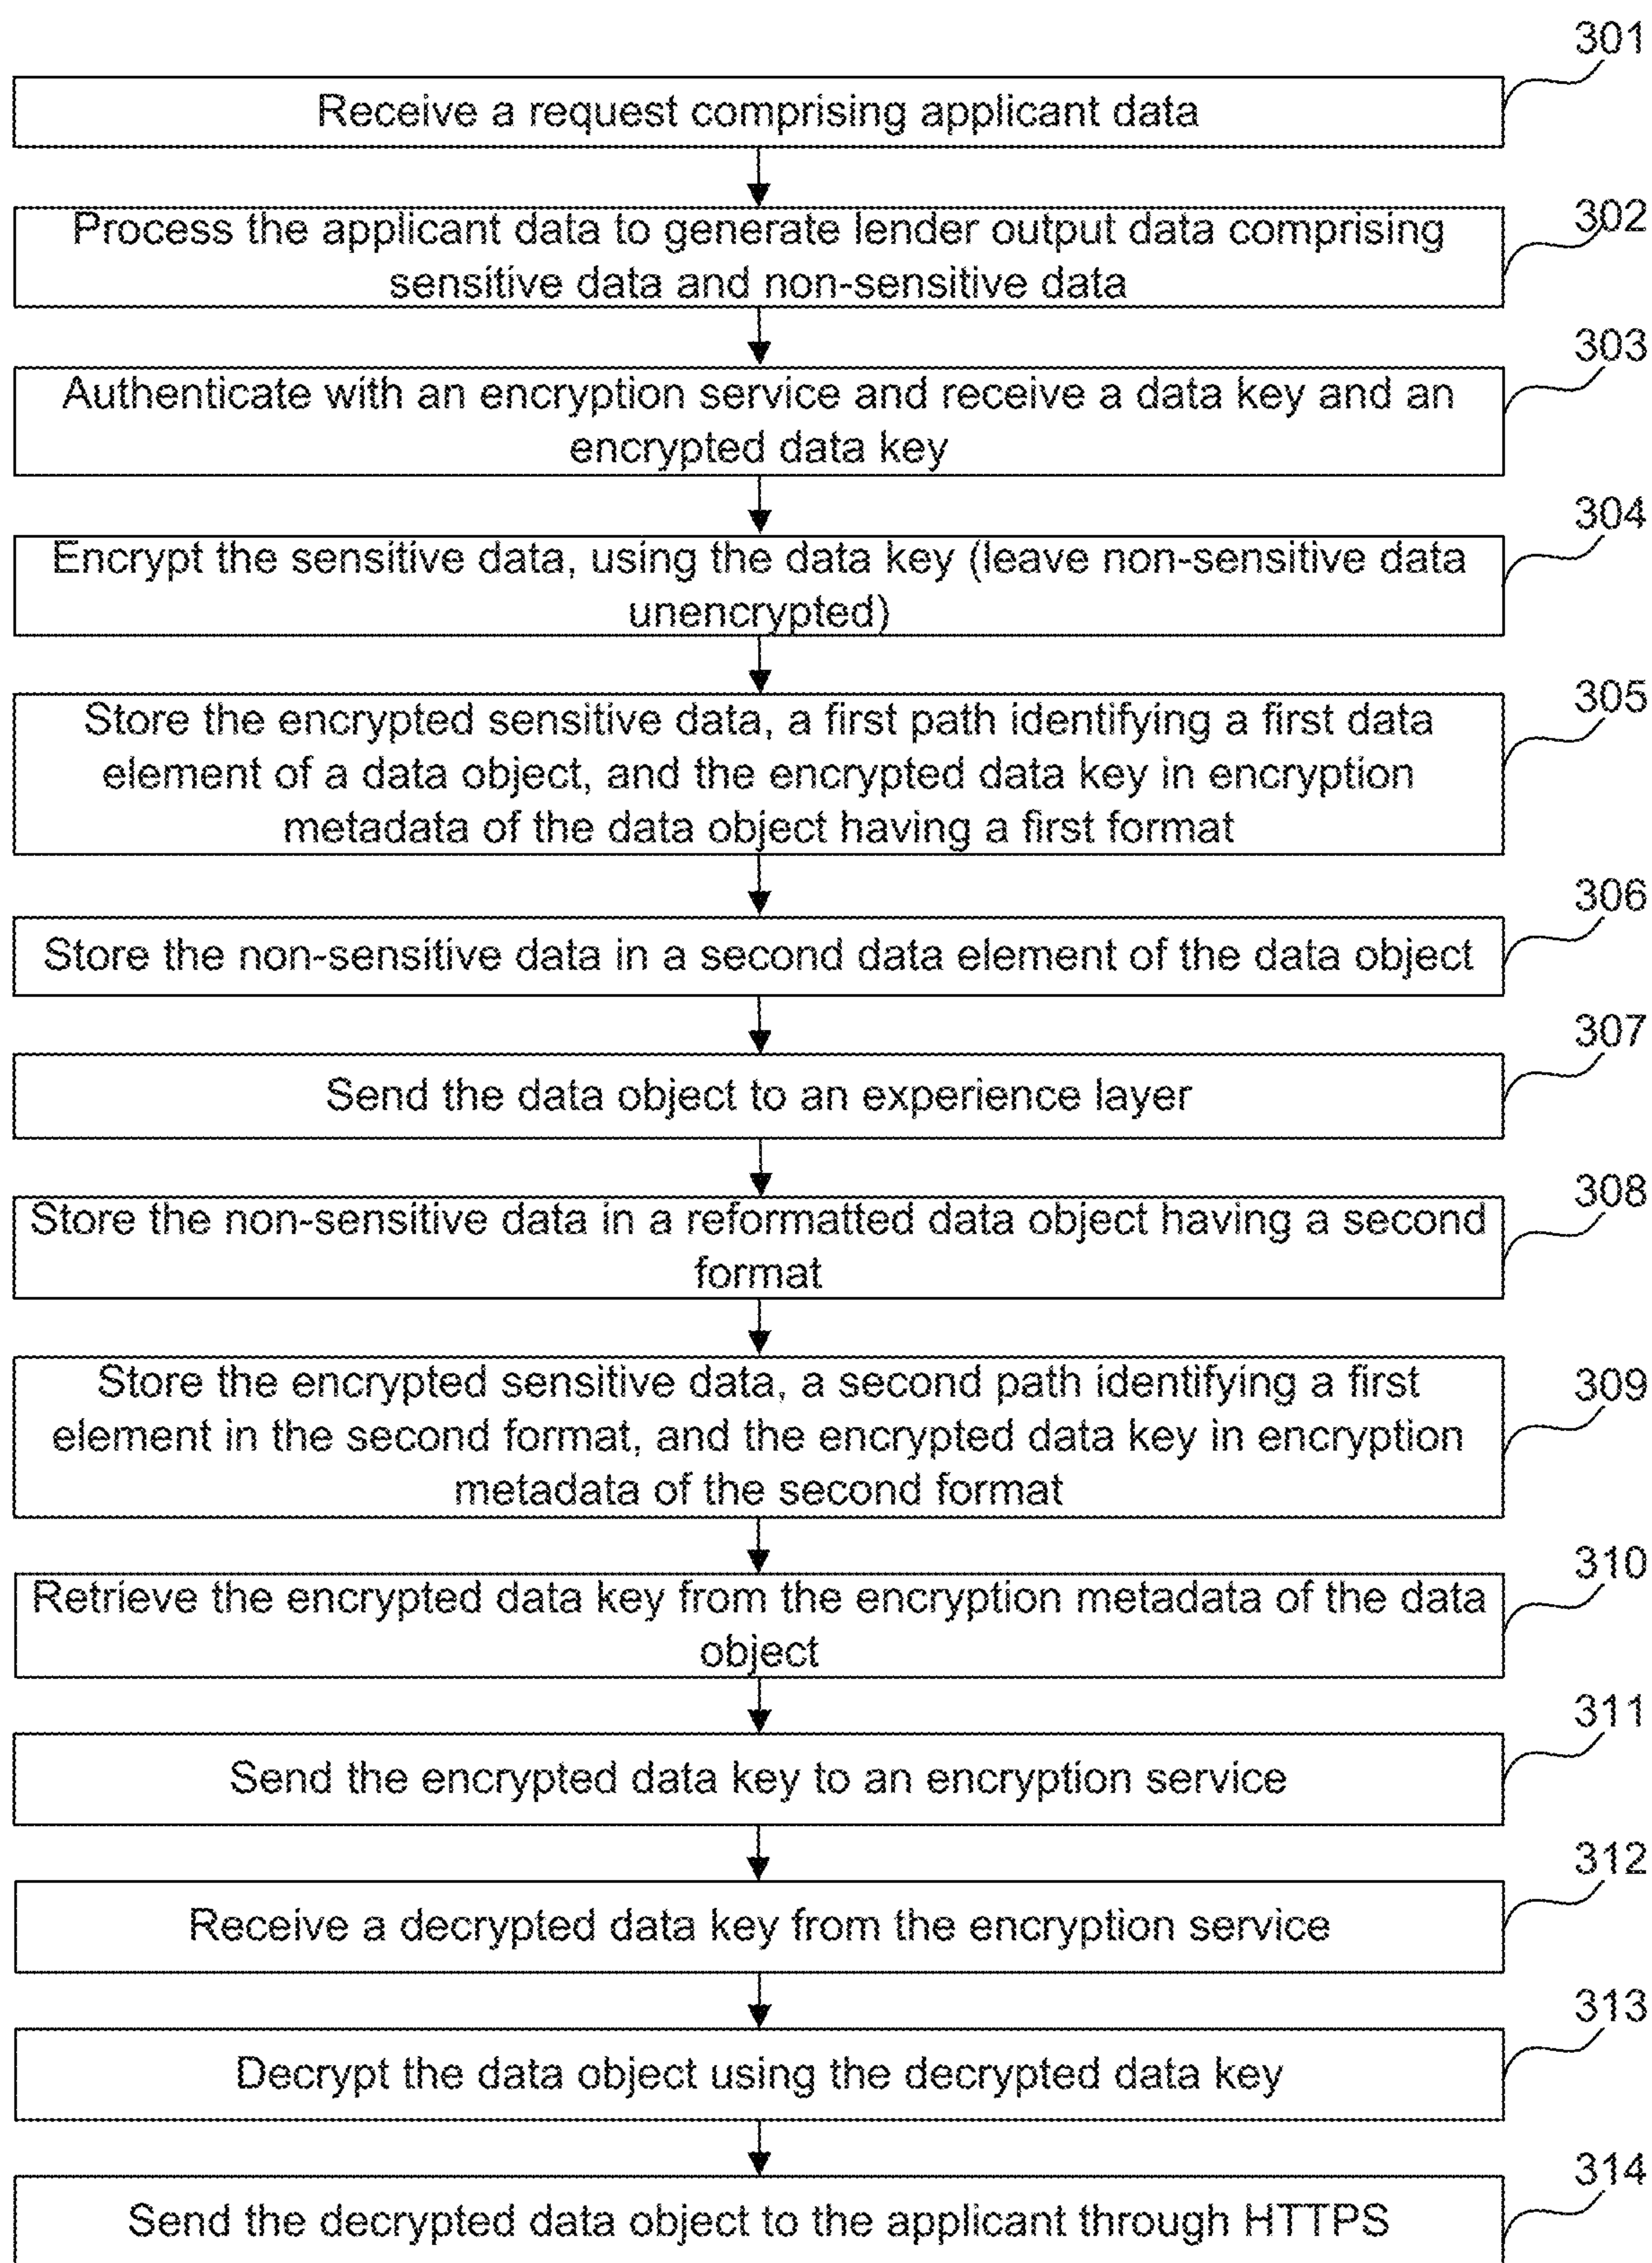 301
Receive a request comprising applicant data
302
Process the applicant data to generate lender output data comprising
sensitive data and non-sensitive data
303
Authenticate with an encryption service and receive a data key and an
encrypted data key
304
Encrypt the sensitive data, using the data key (leave non-sensitive data
unencrypted)
305
Store the encrypted sensitive data, a first path identifying a first data
element of a data object, and the encrypted data key in encryption
metadata of the data object having a first format
306
Store the non-sensitive data in a second data element of the data object
307
Send the data object to an experience layer
308
Store the non-sensitive data in a reformatted data object having a second
format
309
Store the encrypted sensitive data, a second path identifying a first
element in the second format, and the encrypted data key in encryption
metadata of the second format
310
Retrieve the encrypted data key from the encryption metadata of the data
object
311
Send the encrypted data key to an encryption service
312
Receive a decrypted data key from the encryption service
313
Decrypt the data object using the decrypted data key
314
Send the decrypted data object to the applicant through HTTPS